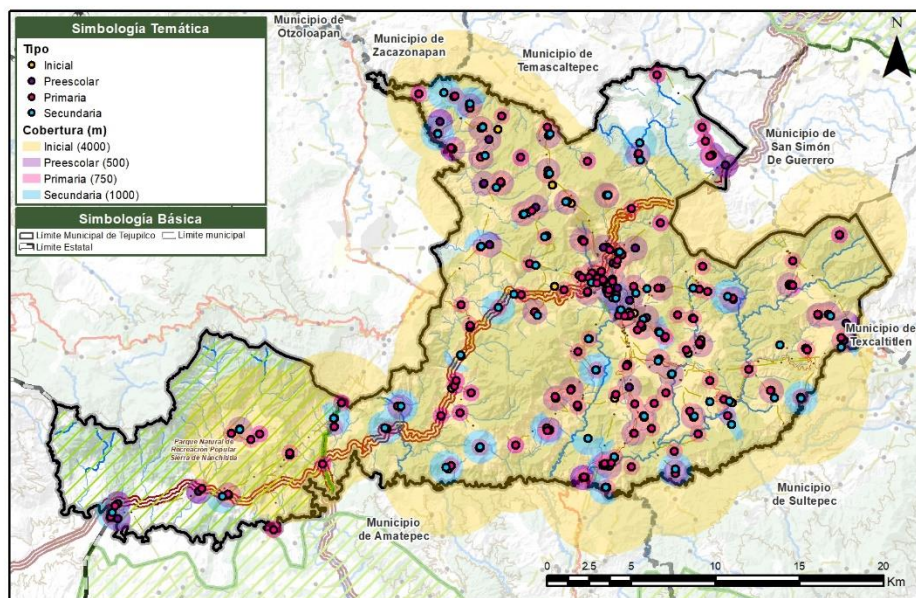 Simbología Temática
Tipo
Inicial
Preescolar
Primaria
Secundaria
Cobertura (m)
Inicial (4000)
Preescolar (500)
Primaria (750)
Secundaria (1000)
Simbología Básica
Límite Municipal de Tejupilco
Límite municipal
Límite Estatal
Municipio de
Otzoloapan
Municipio de
Zacazonapan
Municipio de
Temascaltepec
N
Municipio de
San Simón
De Guerrero
Municipio de
Texcaltitlen
Parque Natural de
Recreación Popular
Sierra de Nanchititla
Municipio
de Amatepec
Municipio
de Sultepec
0 2.5 5 10 15 20
Km